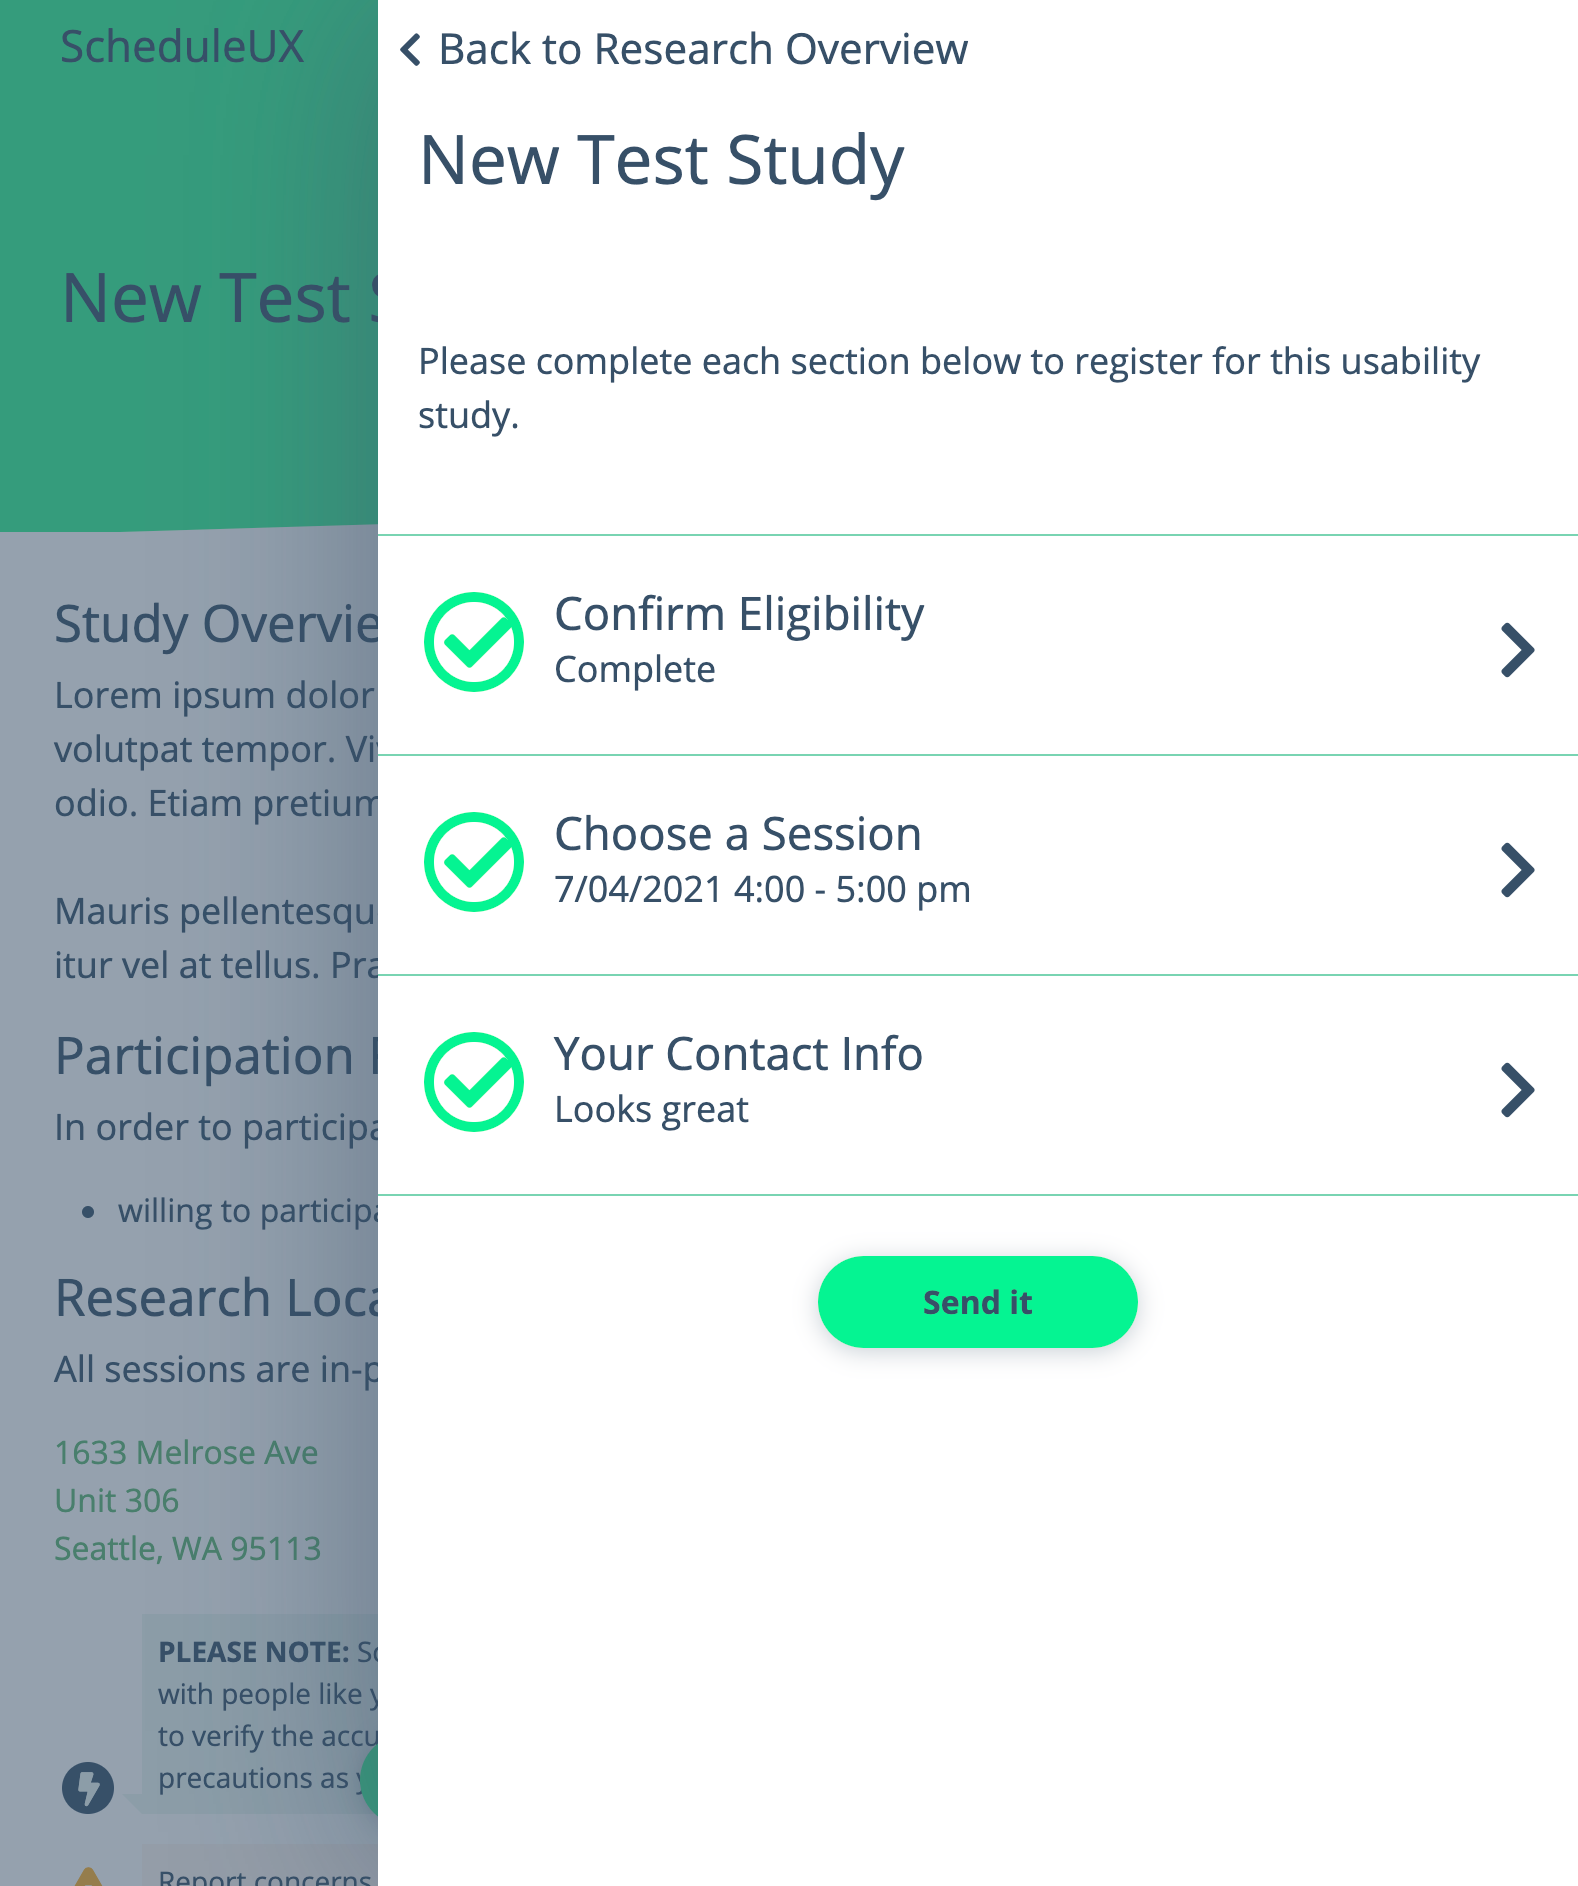 ScheduleUX
New Test
Study Overvie
Lorem ipsum dolor
volutpat tempor. Vi
odio. Etiam pretium
Mauris pellentesqu
itur vel at tellus. Pra
Participation
In order to participa
willing to participa
Research Loca
All sessions are in-p
1633 Melrose Ave
Unit 306
Seattle, WA 95113
PLEASE NOTE: Sc
with people like y
to verify the accu
precautions as y
Report concerns
Back to Research Overview
New Test Study
Please complete each section below to register for this usability
study.
Confirm Eligibility
Complete
Choose a Session
7/04/2021 4:00 - 5:00 pm
Your Contact Info
Looks great
Send it